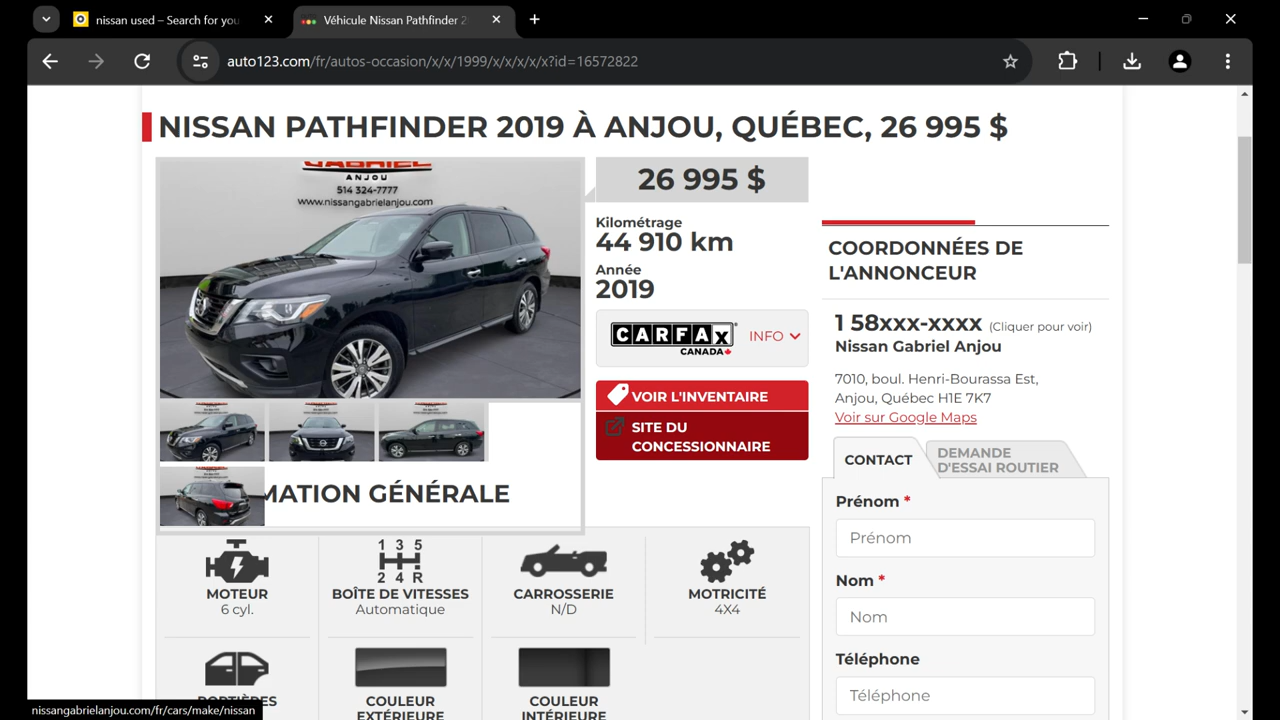 nissan used – Search for you
Véhicule Nissan Pathfinder 2
auto123.com/fr/autos-occasion/x/x/1999/x/x/x/x/x?id=16572822
NISSAN PATHFINDER 2019 À ANJOU, QUÉBEC, 26 995 $
GABRIEL
ANJOU
514 324-7777
www.nissangabrielanjou.com
26 995 $
Kilométrage
44 910 km
Année
2019
CARFAX
CANADA
INFO
VOIR L'INVENTAIRE
SITE DU
CONCESSIONNAIRE
MATION GÉNÉRALE
1 3 5
2 4 R
MOTEUR
6 cyl.
BOÎTE DE VITESSES
Automatique
CARROSSERIE
N/D
MOTRICITÉ
4X4
PORTIÈRES
COULEUR
EXTÉRIEURE
COULEUR
INTÉRIEURE
COORDONNÉES DE
L'ANNONCEUR
1 58xxx-xxxx (Cliquer pour voir)
Nissan Gabriel Anjou
7010, boul. Henri-Bourassa Est,
Anjou, Québec H1E 7K7
Voir sur Google Maps
CONTACT
DEMANDE
D'ESSAI ROUTIER
Prénom *
Prénom
Nom *
Nom
Téléphone
Téléphone
nissangabrielanjou.com/fr/cars/make/nissan